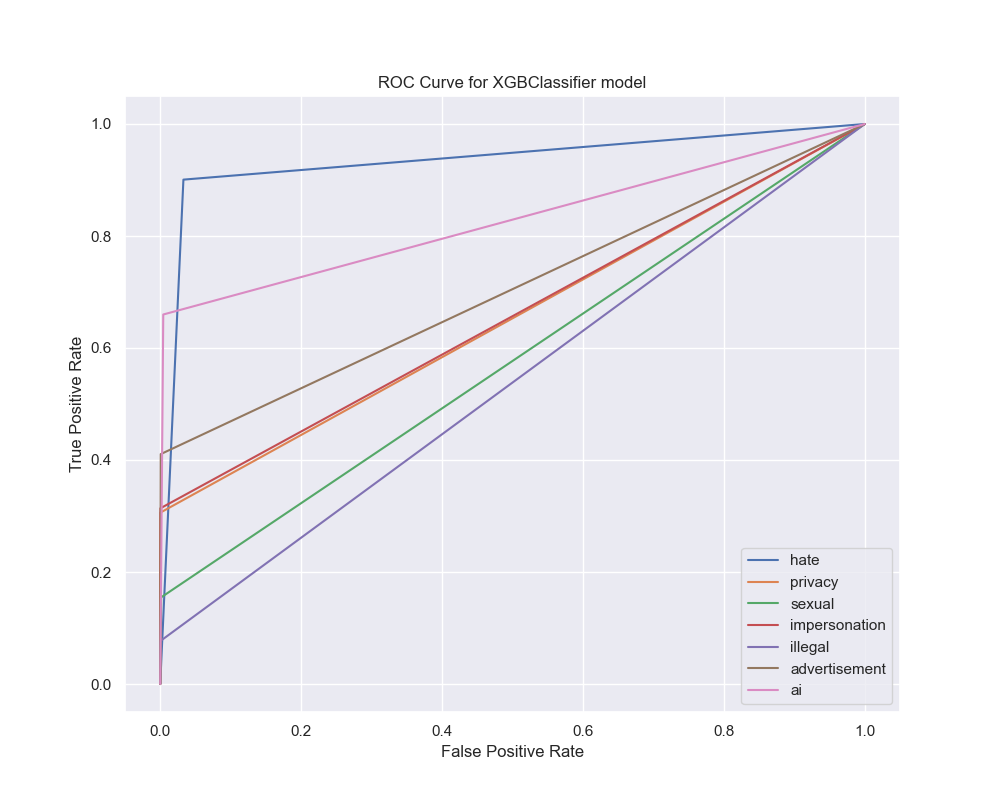 ROC Curve for XGBClassifier model
1.0
0.8
0.6
0.4
0.2
0.0
True Positive Rate
hate
privacy
sexual
impersonation
illegal
advertisement
ai
0.0 0.2 0.4 0.6 0.8 1.0
False Positive Rate